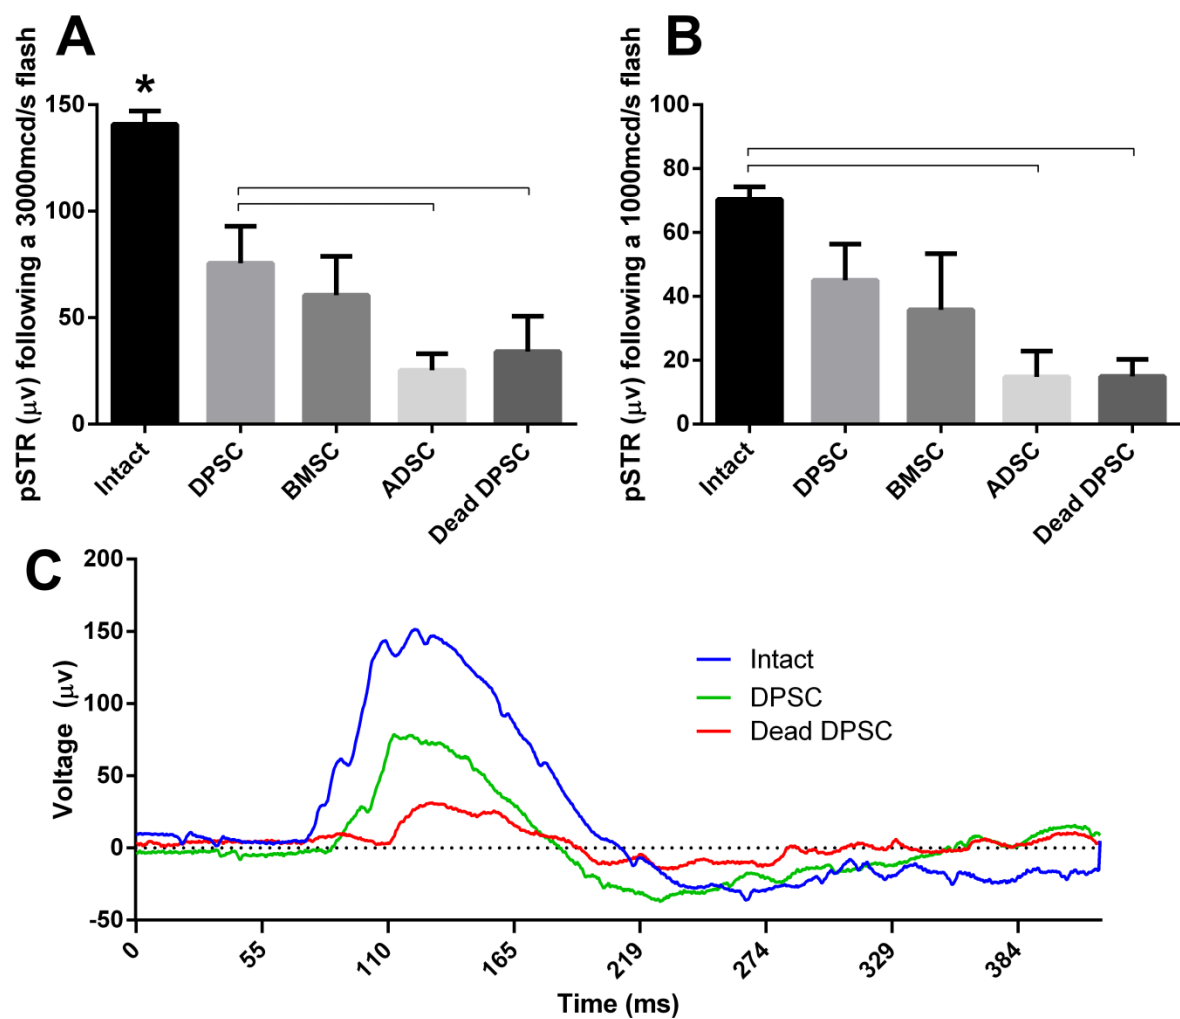 A
pSTR (μv) following a 3000mcd/s flash
*
150
100
50
0
Intact
DPSC
BMSC
ADSC
Dead DPSC
B
pSTR (μv) following a 1000mcd/s flash
100
80
60
40
20
0
Intact
DPSC
BMSC
ADSC
Dead DPSC
C
Voltage (μv)
200
150
100
50
0
-50
Intact
DPSC
Dead DPSC
0
55
110
165
219
274
329
384
Time (ms)